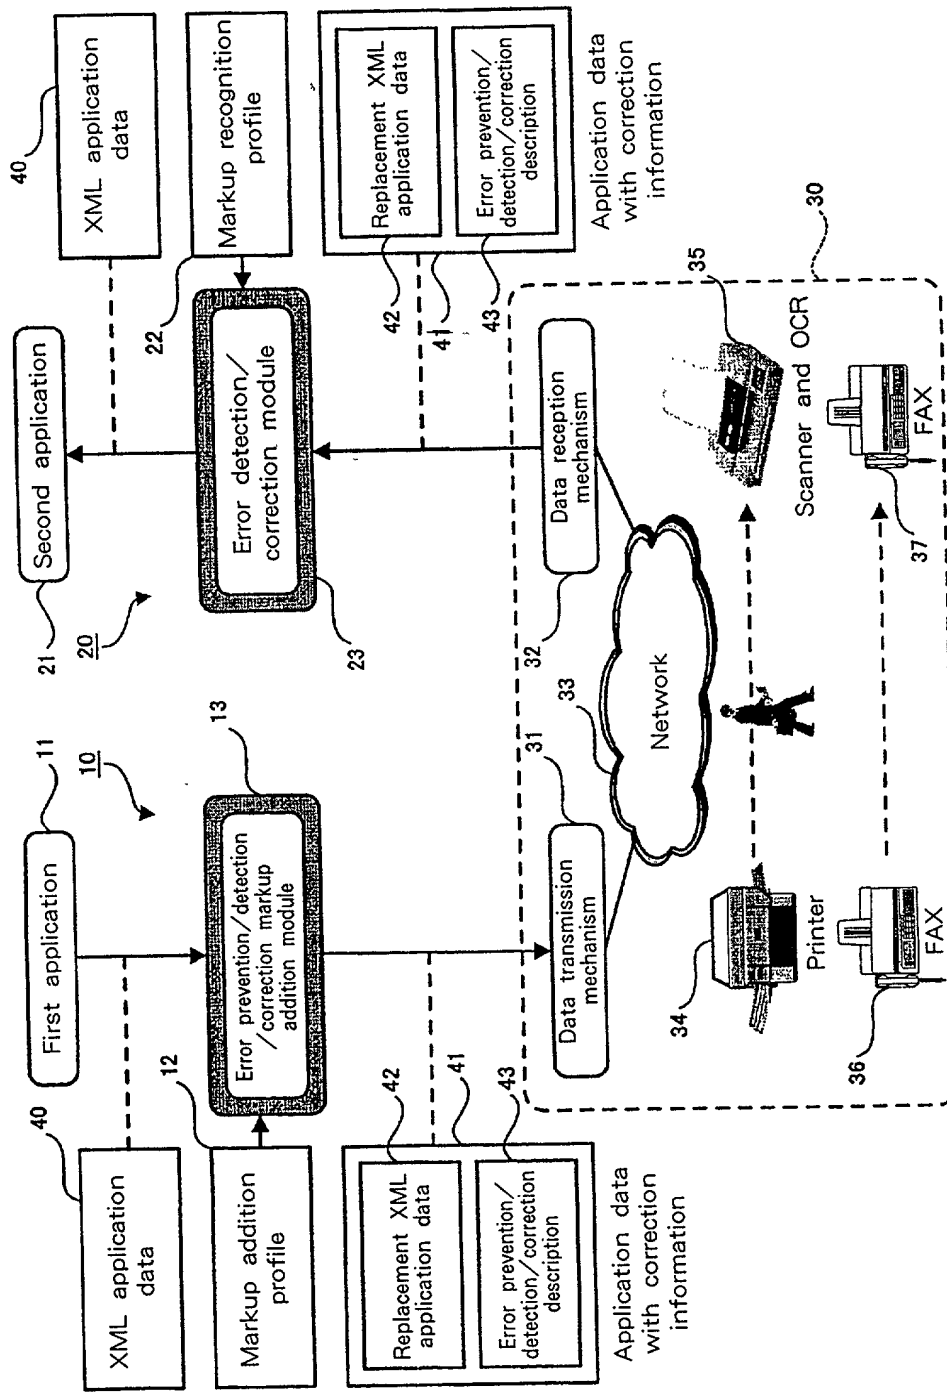 40
XML application
data
Markup addition
profile
12
First application
11
10
Error prevention/detection
/correction markup
addition module
13
42
Replacement XML
application data
41
43
Error prevention/
detection/correction
description
Application data
with correction
information
Data transmission
mechanism
31
33
Network
34
Printer
36
FAX
21
Second application
20
40
XML application
data
22
Markup recognition
profile
Error detection/
correction module
23
Replacement XML
application data
42
41
43
Error prevention/
detection/correction
description
Application data
with correction
information
Data reception
mechanism
32
30
35
Scanner and OCR
37
FAX